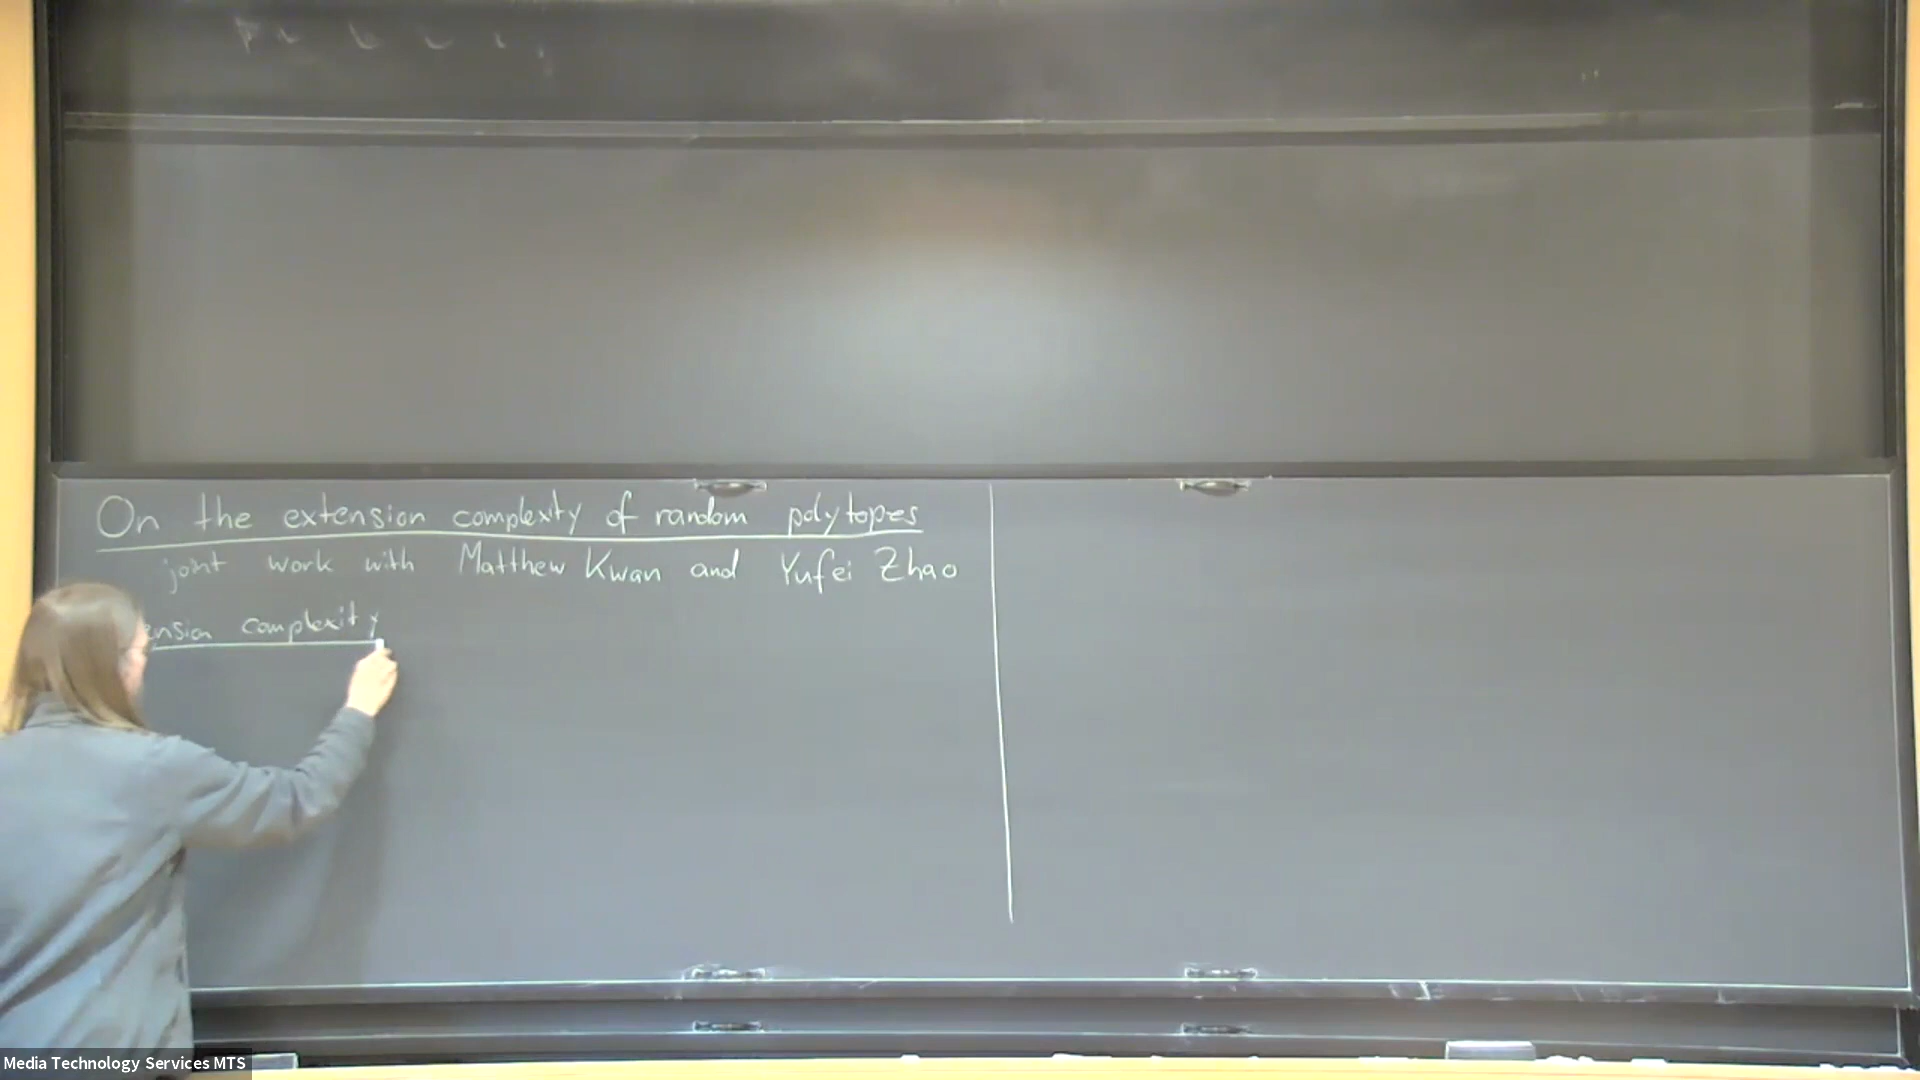 On the extension complexity of random polytopes
joint work with Matthew Kwan and Yufei Zhao
ension complexity
Media Technology Services MTS